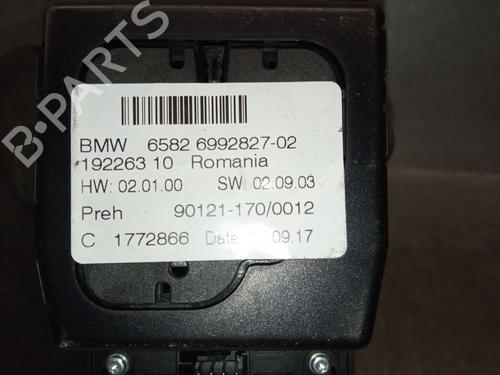 B-PARTS
BMW 6582 6992827-02
192263 10 Romania
HW: 02.01.00 SW: 02.09.03
Preh 90121-170/0012
C 1772866 Date 09.17